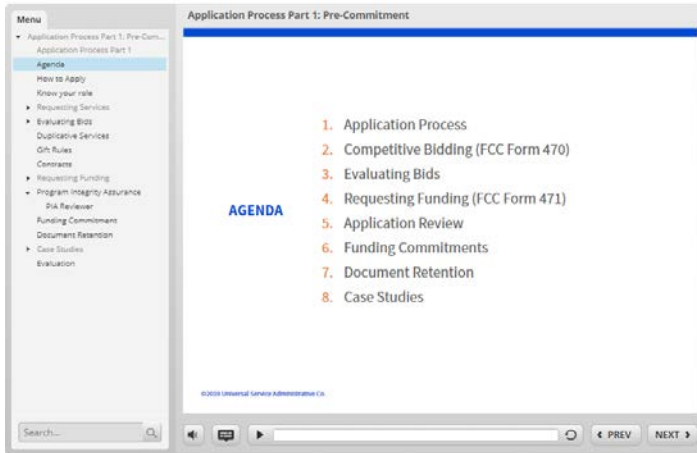 Menu
Application Process Part 1: Pre-Com...
Application Process Part 1
Agenda
How to Apply
Know your role
Requesting Services
Evaluating Bids
Duplicative Services
Gift Rules
Contracts
Requesting Funding
Program Integrity Assurance
PIA Reviewer
Funding Commitment
Document Retention
Case Studies
Evaluation
Search...
Application Process Part 1: Pre-Commitment
AGENDA
1. Application Process
2. Competitive Bidding (FCC Form 470)
3. Evaluating Bids
4. Requesting Funding (FCC Form 471)
5. Application Review
6. Funding Commitments
7. Document Retention
8. Case Studies
Universal Service Administrative Co.
PREV
NEXT